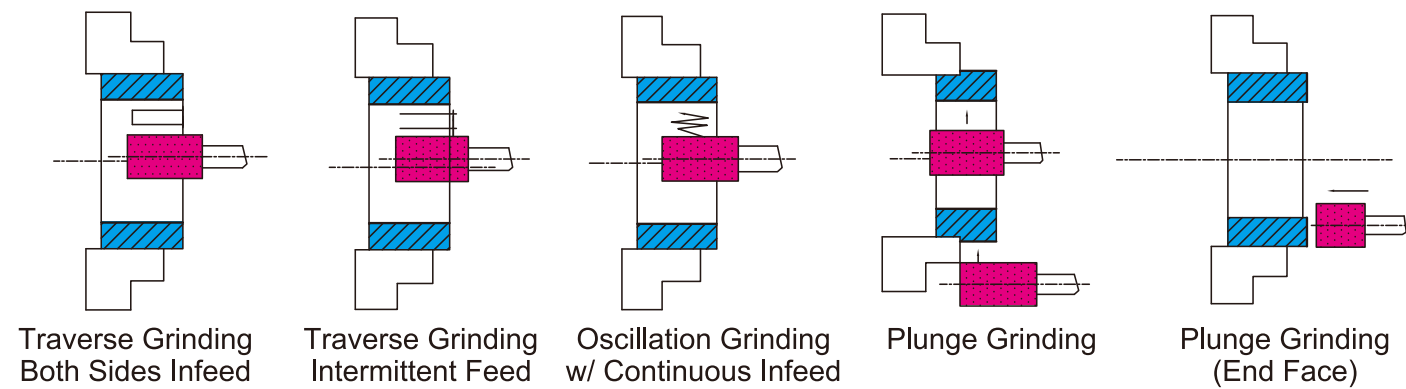 Traverse Grinding
Both Sides Infeed
Traverse Grinding
Intermittent Feed
Oscillation Grinding
w/ Continuous Infeed
Plunge Grinding
Plunge Grinding
(End Face)